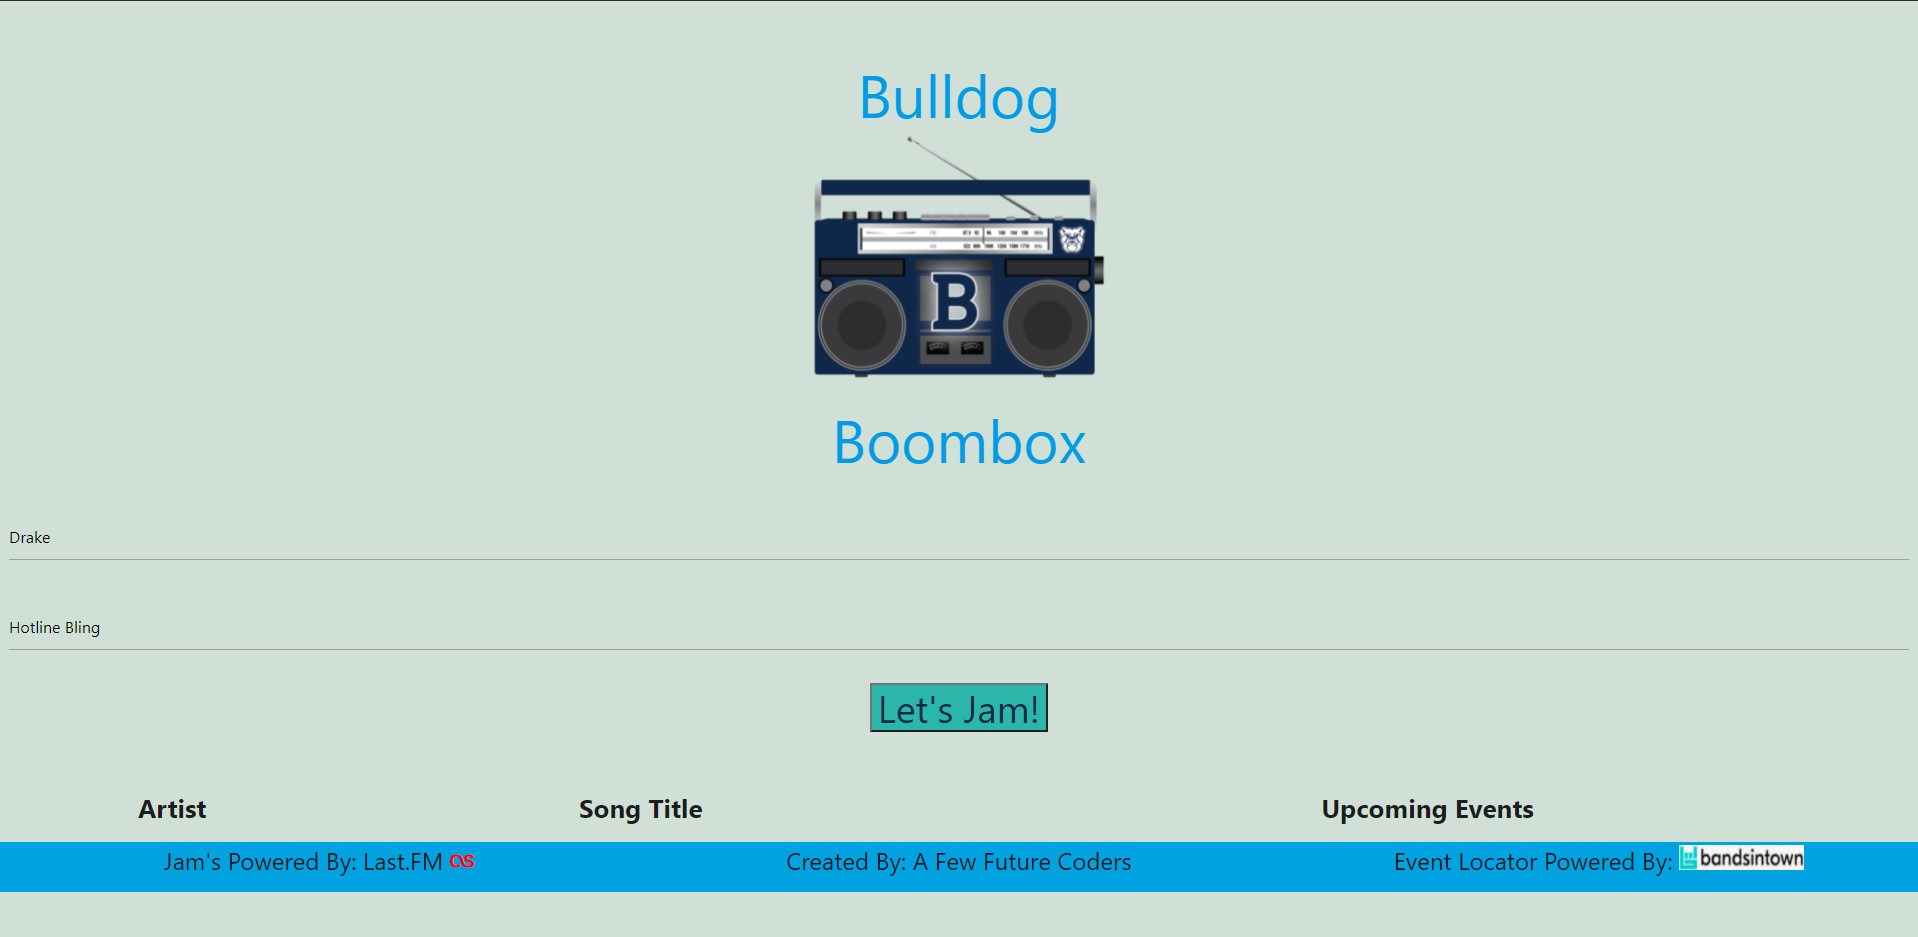 Bulldog
B
Boombox
Drake
Hotline Bling
Let's Jam!
Artist Song Title Upcoming Events
Jam's Powered By: Last.FM Created By: A Few Future Coders Event Locator Powered By: bandsintown